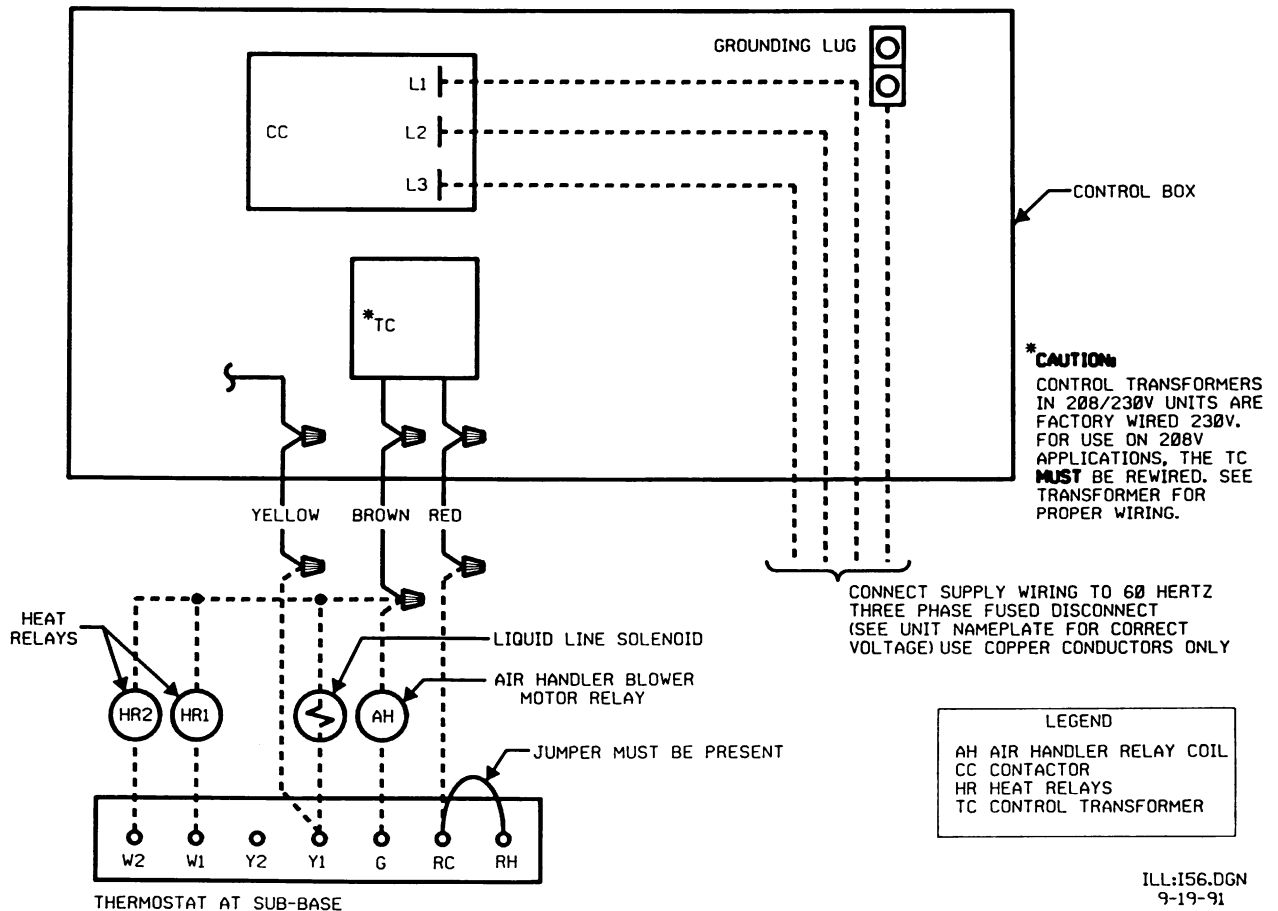 GROUNDING LUG
L1
CC
L2
L3
CONTROL BOX
*TC
*CAUTION:
CONTROL TRANSFORMERS
IN 208/230V UNITS ARE
FACTORY WIRED 230V.
FOR USE ON 208V
APPLICATIONS, THE TC
MUST BE REWIRED. SEE
TRANSFORMER FOR
PROPER WIRING.
YELLOW
BROWN
RED
CONNECT SUPPLY WIRING TO 60 HERTZ
THREE PHASE FUSED DISCONNECT
(SEE UNIT NAMEPLATE FOR CORRECT
VOLTAGE) USE COPPER CONDUCTORS ONLY
HEAT
RELAYS
LIQUID LINE SOLENOID
AIR HANDLER BLOWER
MOTOR RELAY
HR2
HR1
AH
JUMPER MUST BE PRESENT
LEGEND
AH AIR HANDLER RELAY COIL
CC CONTACTOR
HR HEAT RELAYS
TC CONTROL TRANSFORMER
W2
W1
Y2
Y1
G
RC
RH
THERMOSTAT AT SUB-BASE
ILL:I56.DGN
9-19-91